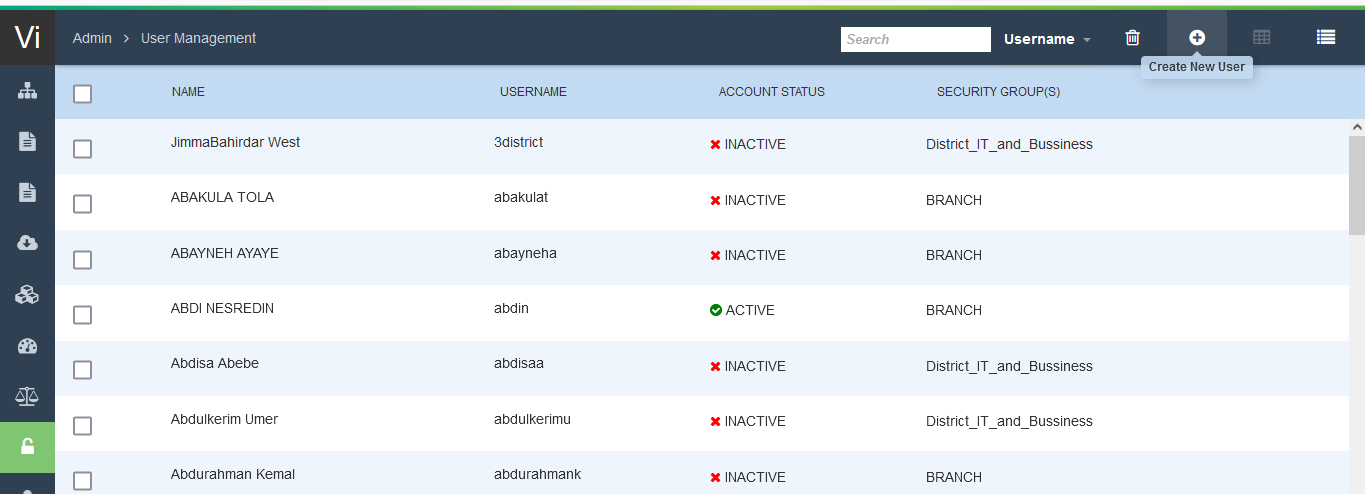 Vi Admin > User Management Search Username
Create New User
NAME USERNAME ACCOUNT STATUS SECURITY GROUP(S)
JimmaBahirdar West 3district INACTIVE District_IT_and_Bussiness
ABAKULA TOLA abakulat INACTIVE BRANCH
ABAYNEH AYAYE abayneha INACTIVE BRANCH
ABDI NESREDIN abdin ACTIVE BRANCH
Abdisa Abebe abdisaa INACTIVE District_IT_and_Bussiness
Abdulkerim Umer abdulkerimu INACTIVE District_IT_and_Bussiness
Abdurahman Kemal abdurahmank INACTIVE BRANCH